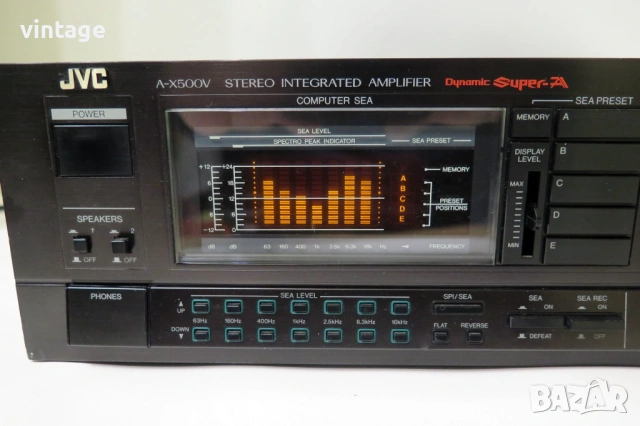 vintage
JVC
A-X500V STEREO INTEGRATED AMPLIFIER Dynamic Super-A
COMPUTER SEA
SEA PRESET
POWER
MEMORY A
SEA LEVEL
SPECTRO PEAK INDICATOR SEA PRESET
DISPLAY LEVEL B
+12 +24 MEMORY
MAX C
A
B
C
D
E
PRESET POSITIONS
D
SPEAKERS
1 2
OFF OFF
MIN E
dB dB 63 160 400 1k 2.5k 6.3k 16k Hz FREQUENCY
PHONES
SEA LEVEL SPI/SEA SEA SEA REC
UP
ON ON
63Hz 160Hz 400Hz 1kHz 2.5kHz 6.3kHz 16kHz
FLAT REVERSE
DOWN
DEFEAT OFF
BAZAR